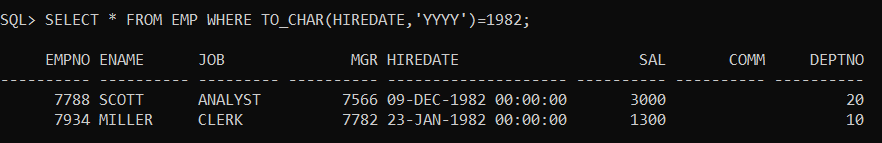 SQL> SELECT * FROM EMP WHERE TO_CHAR(HIREDATE,'YYYY')=1982;
     EMPNO ENAME      JOB              MGR HIREDATE                    SAL       COMM     DEPTNO
---------- ---------- --------- ---------- -------------------- ---------- ---------- ----------
      7788 SCOTT      ANALYST         7566 09-DEC-1982 00:00:00       3000                    20
      7934 MILLER     CLERK           7782 23-JAN-1982 00:00:00       1300                    10